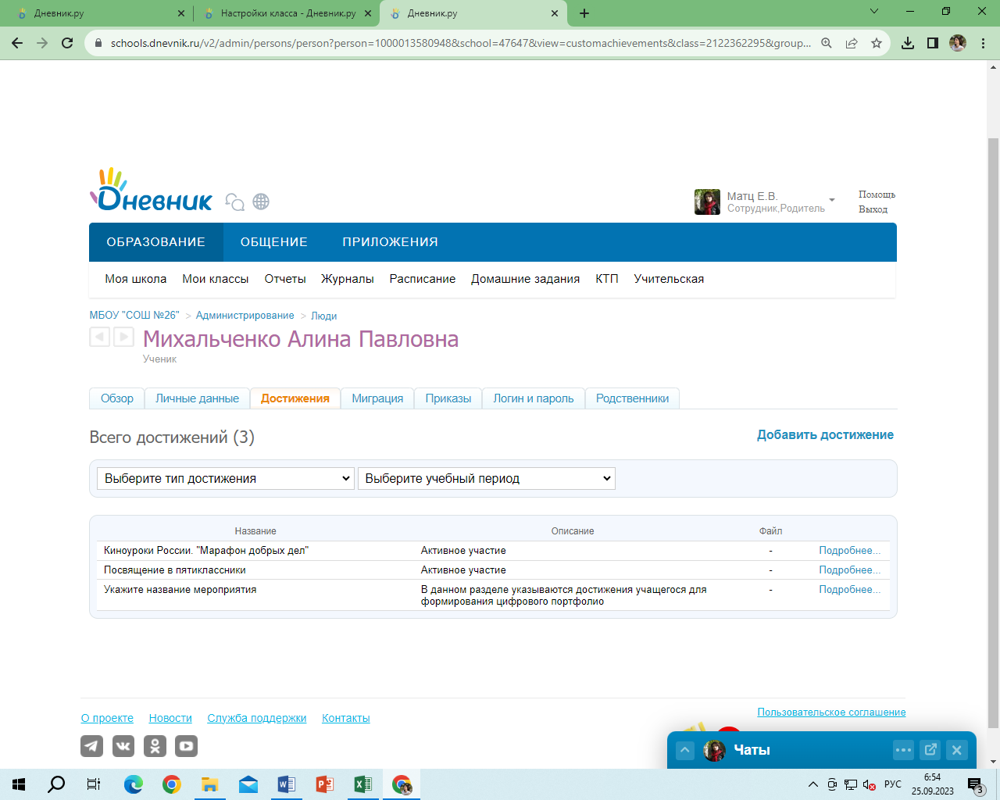 Дневник.ру
Настройки класса - Дневник.ру
Дневник.ру
schools.dnevnik.ru/v2/admin/persons/person?person=1000013580948&school=47647&view=customachievements&class=2122362295&group...
Дневник
Матц Е.В.
Сотрудник,Родитель
Помощь
Выход
ОБРАЗОВАНИЕ ОБЩЕНИЕ ПРИЛОЖЕНИЯ
Моя школа Мои классы Отчеты Журналы Расписание Домашние задания КТП Учительская
МБОУ "СОШ №26" > Администрирование > Люди
Михальченко Алина Павловна
Ученик
Обзор Личные данные Достижения Миграция Приказы Логин и пароль Родственники
Всего достижений (3) Добавить достижение
Выберите тип достижения Выберите учебный период
Название Описание Файл
Киноуроки России. "Марафон добрых дел" Активное участие - Подробнее...
Посвящение в пятиклассники Активное участие - Подробнее...
Укажите название мероприятия В данном разделе указываются достижения учащегося для - Подробнее...
формирования цифрового портфолио
О проекте Новости Служба поддержки Контакты Пользовательское соглашение
Чаты
РУС
6:54
25.09.2023
3